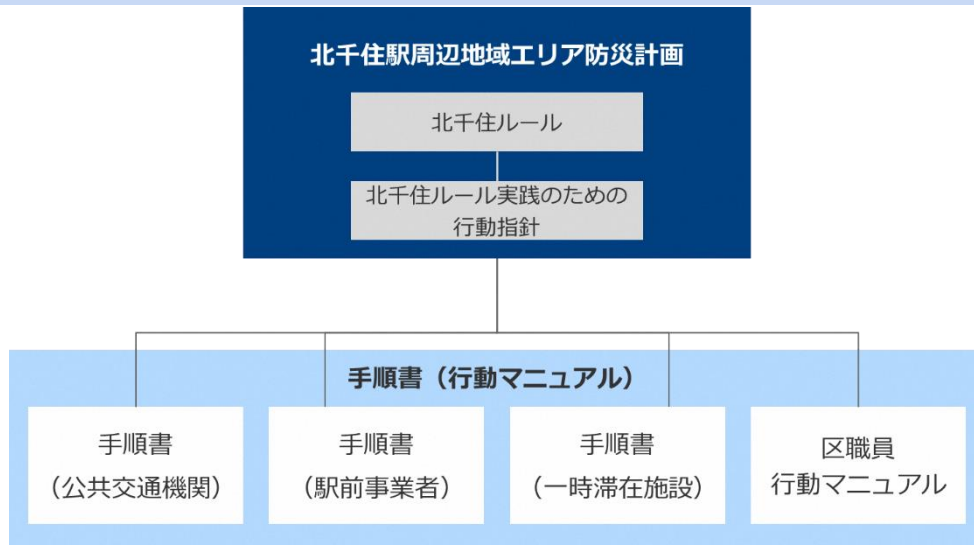 北千住駅周辺地域エリア防災計画
北千住ルール
北千住ルール実践のための
行動指針
手順書（行動マニュアル）
手順書
（公共交通機関）
手順書
（駅前事業者）
手順書
（一時滞在施設）
区職員
行動マニュアル